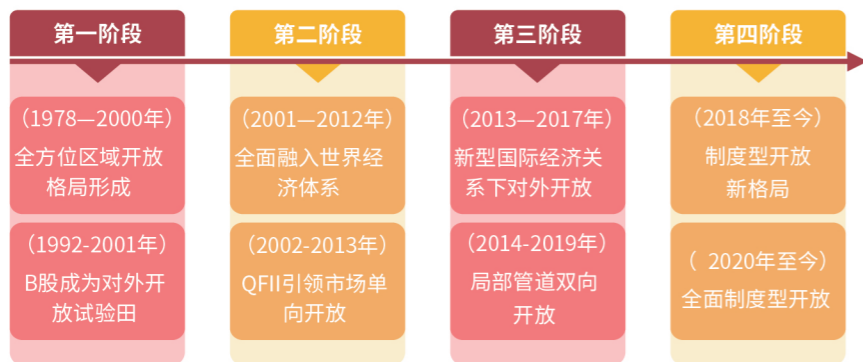 第一阶段
第二阶段
第三阶段
第四阶段
（1978—2000年）
全方位区域开放
格局形成
（2001—2012年）
全面融入世界经
济体系
（2013—2017年）
新型国际经济关
系下对外开放
（2018年至今）
制度型开放
新格局
（1992-2001年）
B股成为对外开
放试验田
（2002-2013年）
QFII引领市场单
向开放
（2014-2019年）
局部管道双向
开放
（ 2020年至今）
全面制度型开放